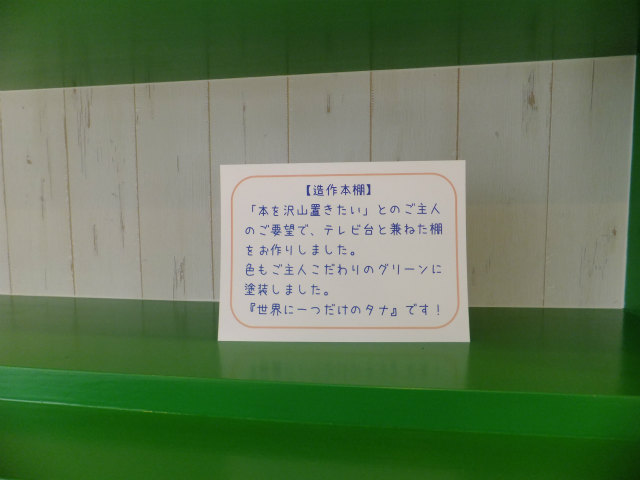 【造作本棚】
「本を沢山置きたい」とのご主人
のご要望で、テレビ台と兼ねた棚
をお作りしました。
色もご主人こだわりのグリーンに
塗装しました。
『世界に一つだけのタナ』です！